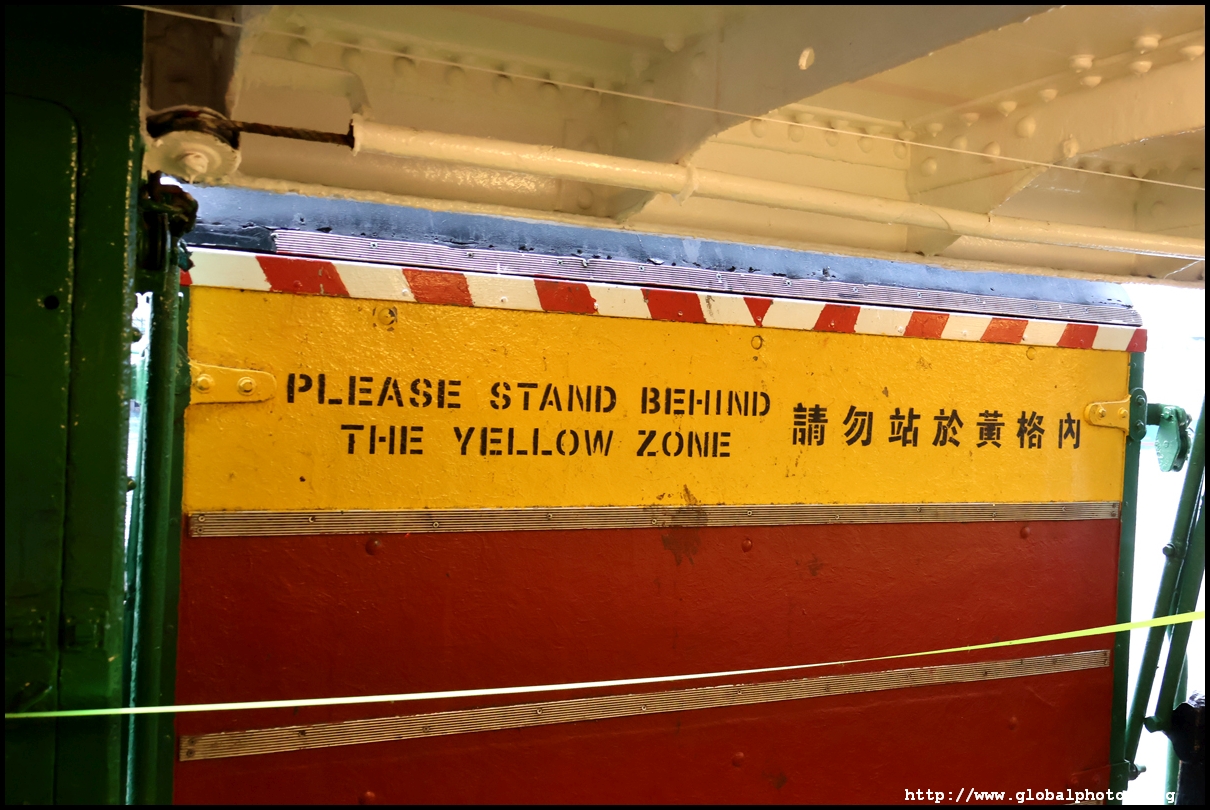 PLEASE STAND BEHIND
THE YELLOW ZONE
請勿站於黃格內